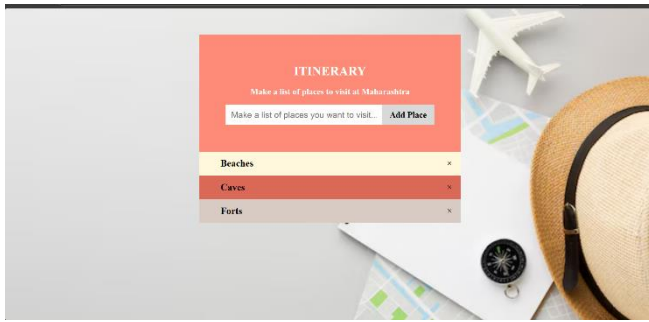 ITINERARY
Make a list of places to visit at Maharashtra
Make a list of places you want to visit... Add Place
Beaches ×
Caves ×
Forts ×